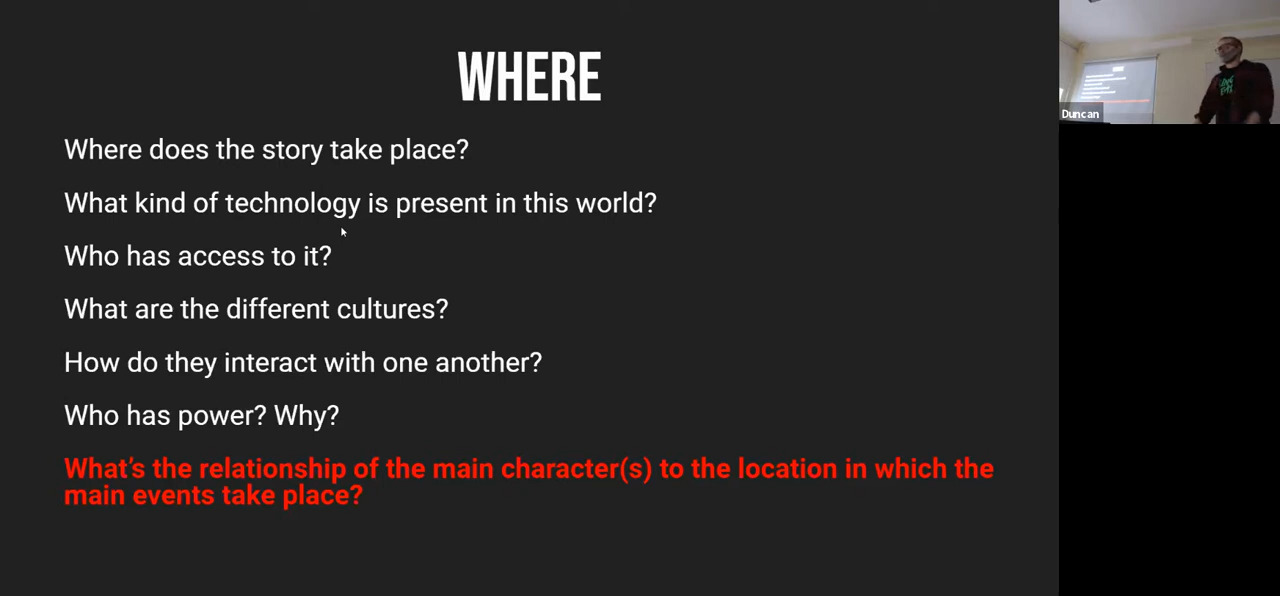 WHERE
Where does the story take place?
What kind of technology is present in this world?
Who has access to it?
What are the different cultures?
How do they interact with one another?
Who has power? Why?
What's the relationship of the main character(s) to the location in which the
main events take place?
Duncan